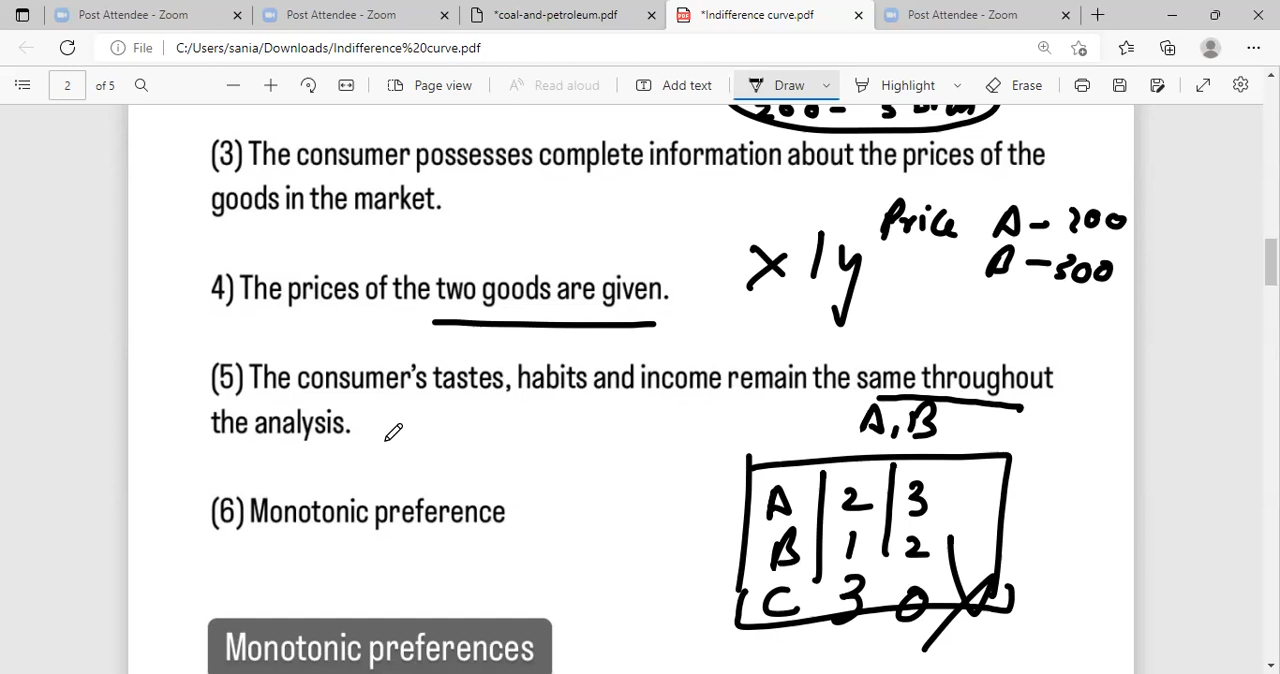 Post Attendee - Zoom
Post Attendee - Zoom
*coal-and-petroleum.pdf
*Indifference curve.pdf
Post Attendee - Zoom
File
C:/Users/sania/Downloads/Indifference%20curve.pdf
2
of 5
Page view
Read aloud
Add text
Draw
Highlight
Erase
(3) The consumer possesses complete information about the prices of the
goods in the market.
Price A - 200
A - 300
x / y
4) The prices of the two goods are given.
(5) The consumer's tastes, habits and income remain the same throughout
the analysis.
A, B
A 2 3
B 1 2
C 3 0
(6) Monotonic preference
Monotonic preferences